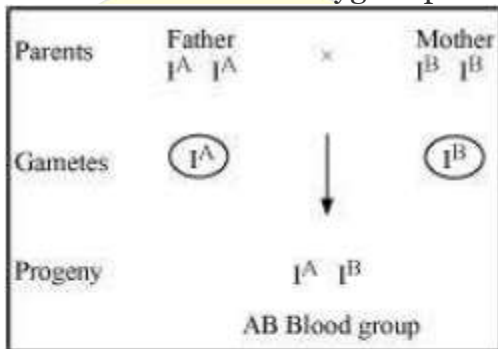 Parents Father × Mother
I^A I^A I^B I^B
Gametes I^A I^B
Progeny I^A I^B
AB Blood group